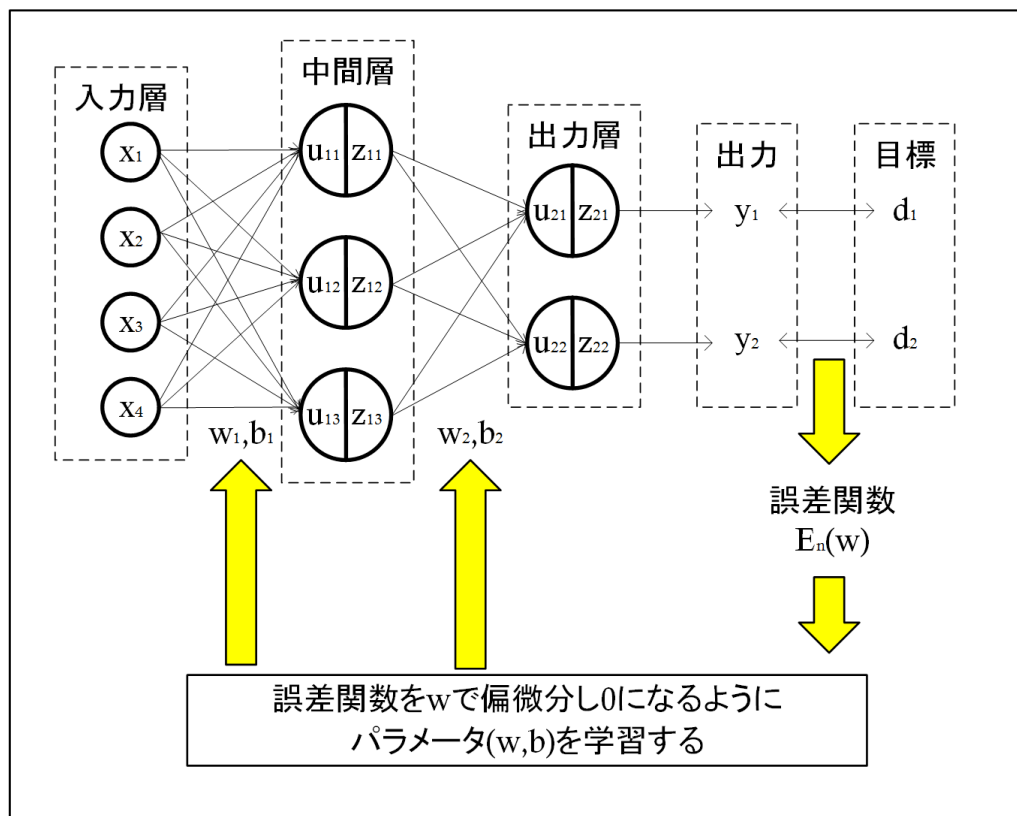 入力層
x1
x2
x3
x4
中間層
u11 z11
u12 z12
u13 z13
出力層
u21 z21
u22 z22
出力
y1
y2
目標
d1
d2
w1,b1
w2,b2
誤差関数
En(w)
誤差関数をwで偏微分し0になるように
パラメータ(w,b)を学習する